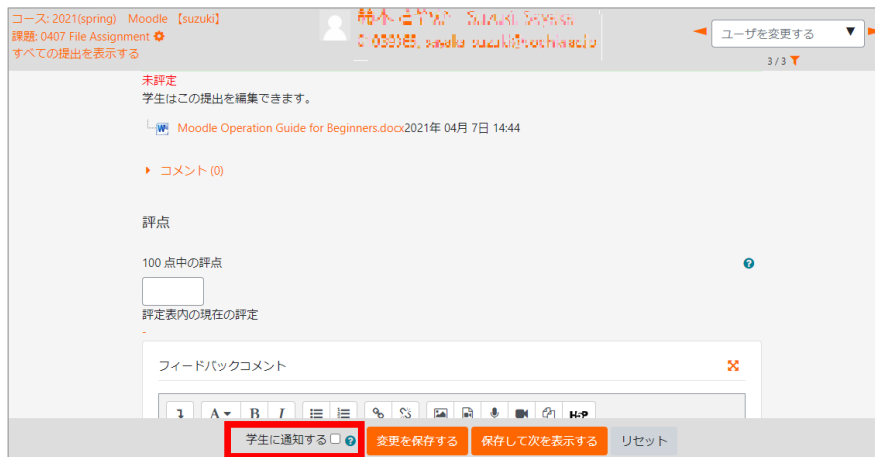 コース: 2021(spring) Moodle 【suzuki】
課題: 0407 File Assignment
すべての提出を表示する
ユーザを変更する
3 / 3
未評定
学生はこの提出を編集できます。
Moodle Operation Guide for Beginners.docx2021年 04月 7日 14:44
コメント (0)
評点
100 点中の評点
評定表内の現在の評定
-
フィードバックコメント
A B I H-P
学生に通知する 変更を保存する 保存して次を表示する リセット